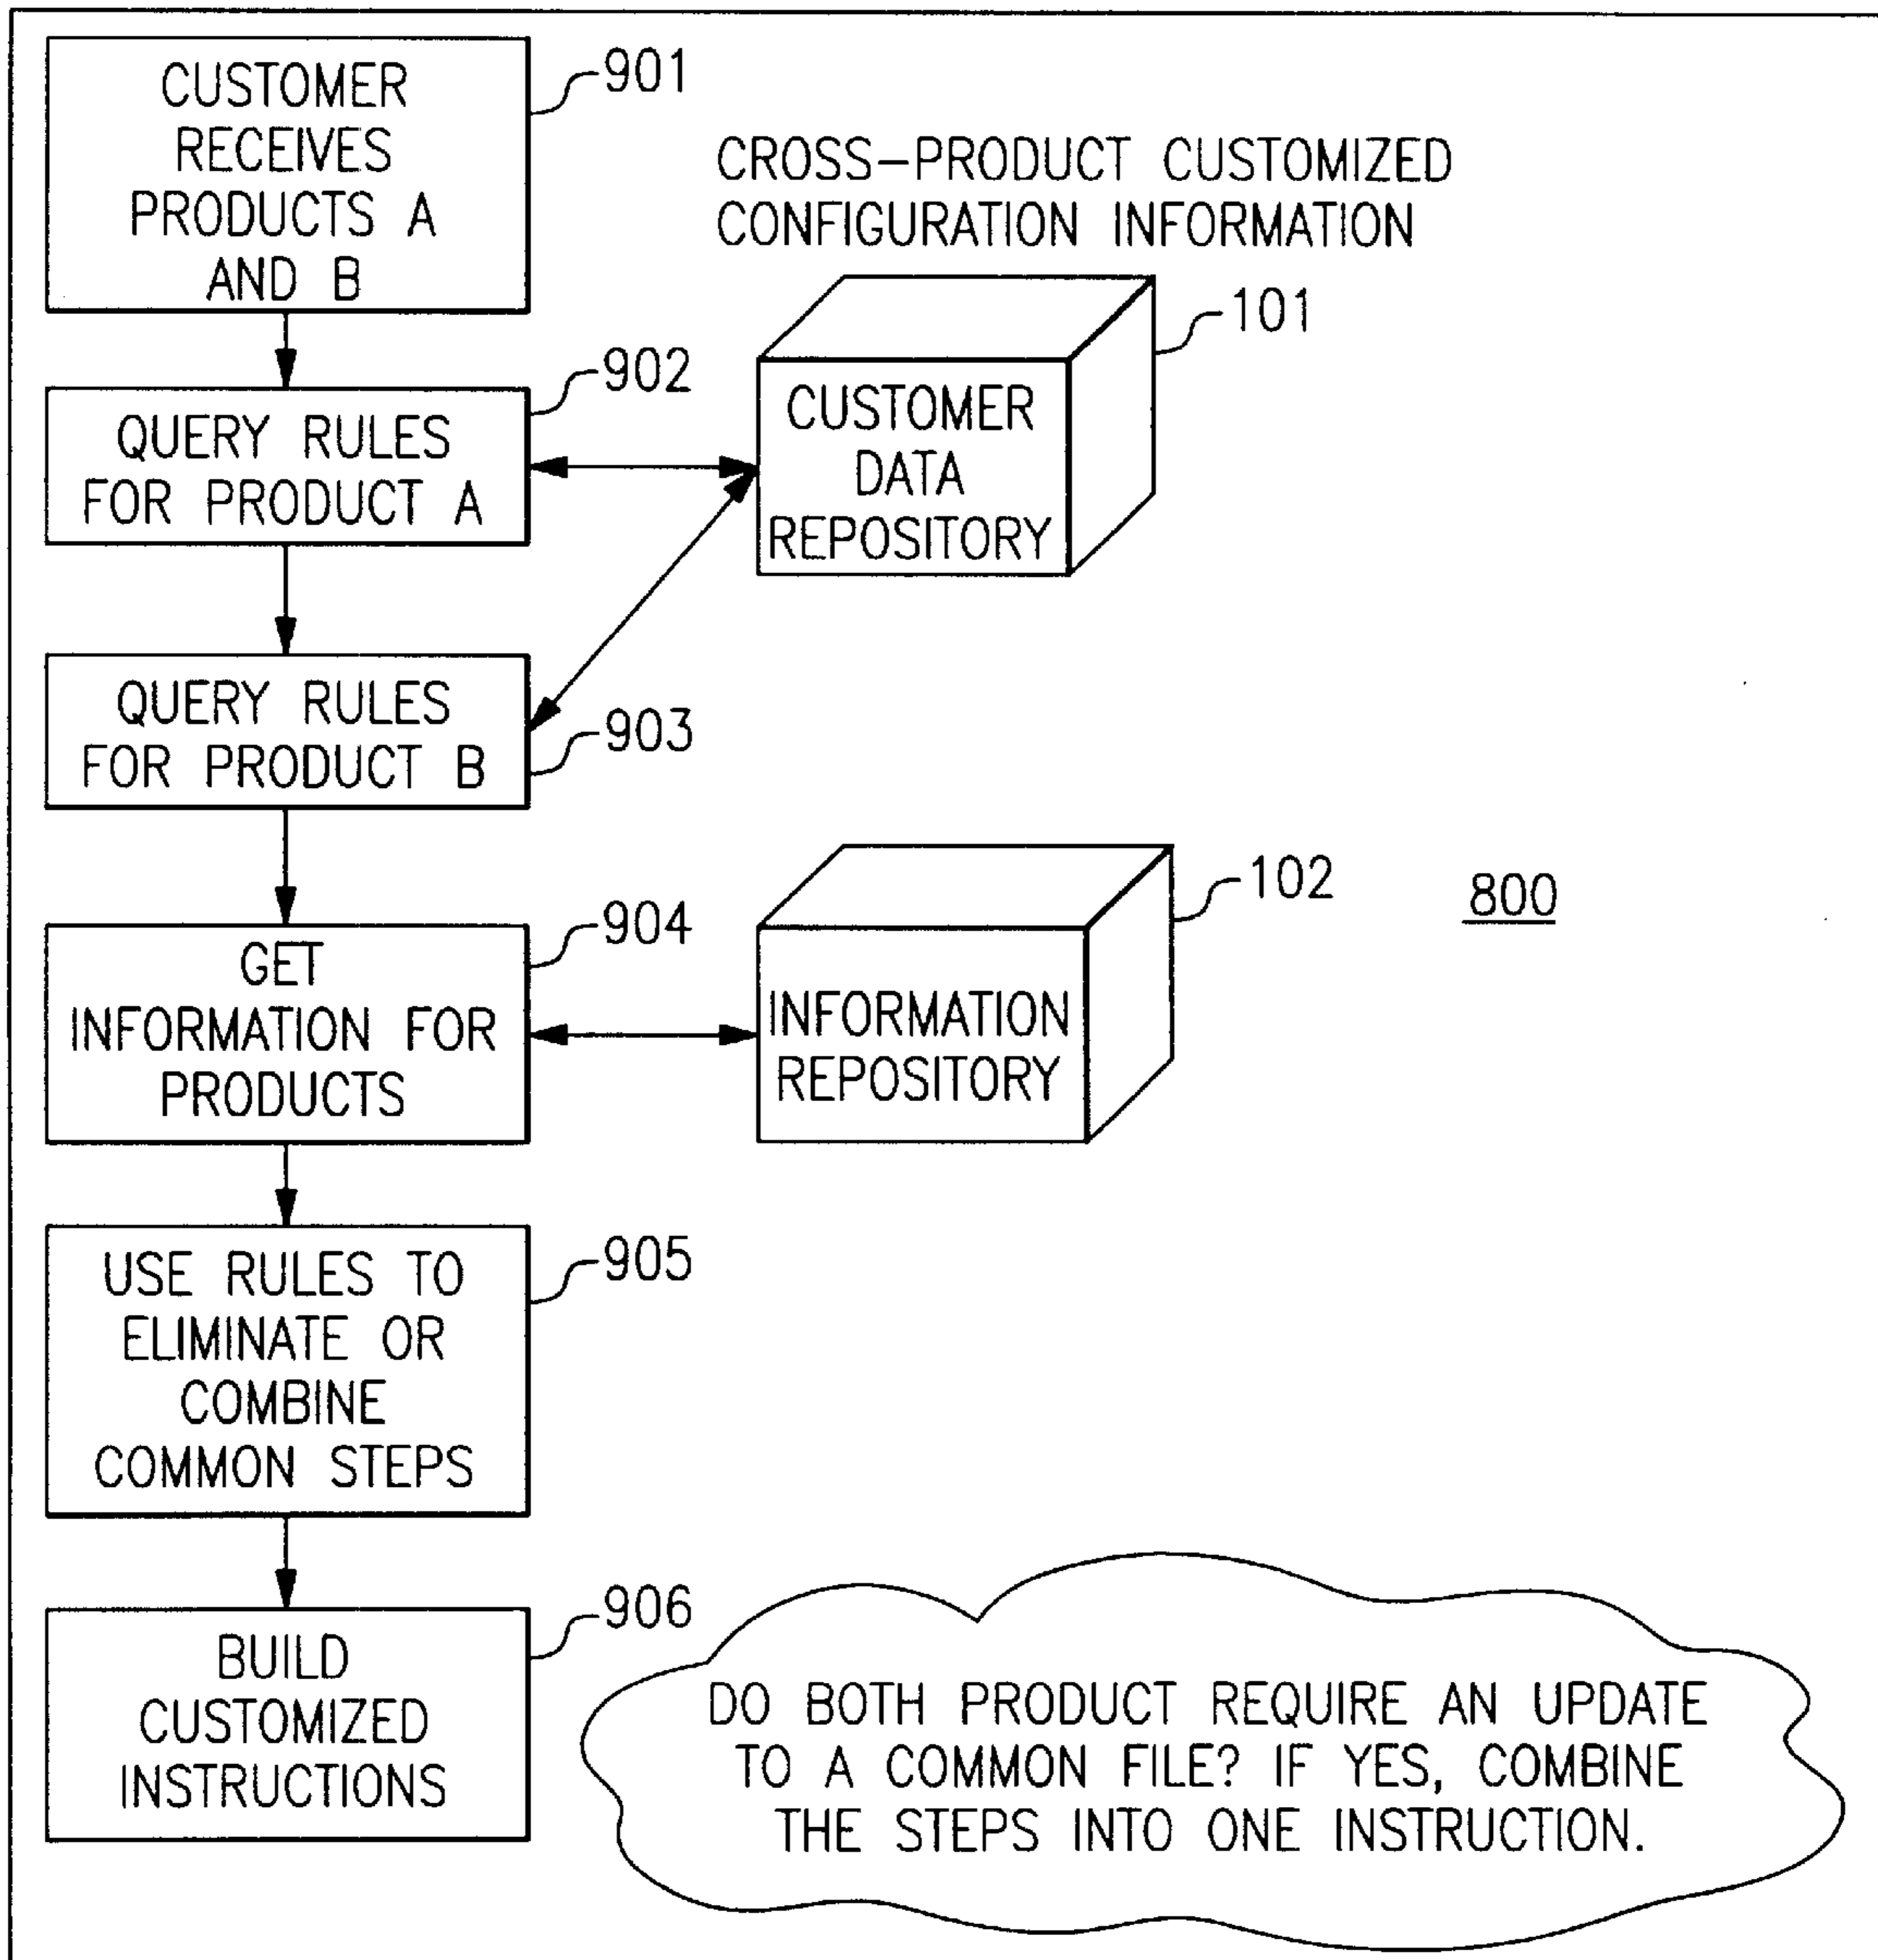 CUSTOMER
RECEIVES
PRODUCTS A
AND B
901
CROSS-PRODUCT CUSTOMIZED
CONFIGURATION INFORMATION
QUERY RULES
FOR PRODUCT A
902
CUSTOMER
DATA
REPOSITORY
101
QUERY RULES
FOR PRODUCT B
903
GET
INFORMATION FOR
PRODUCTS
904
INFORMATION
REPOSITORY
102
800
USE RULES TO
ELIMINATE OR
COMBINE
COMMON STEPS
905
BUILD
CUSTOMIZED
INSTRUCTIONS
906
DO BOTH PRODUCT REQUIRE AN UPDATE
TO A COMMON FILE? IF YES, COMBINE
THE STEPS INTO ONE INSTRUCTION.